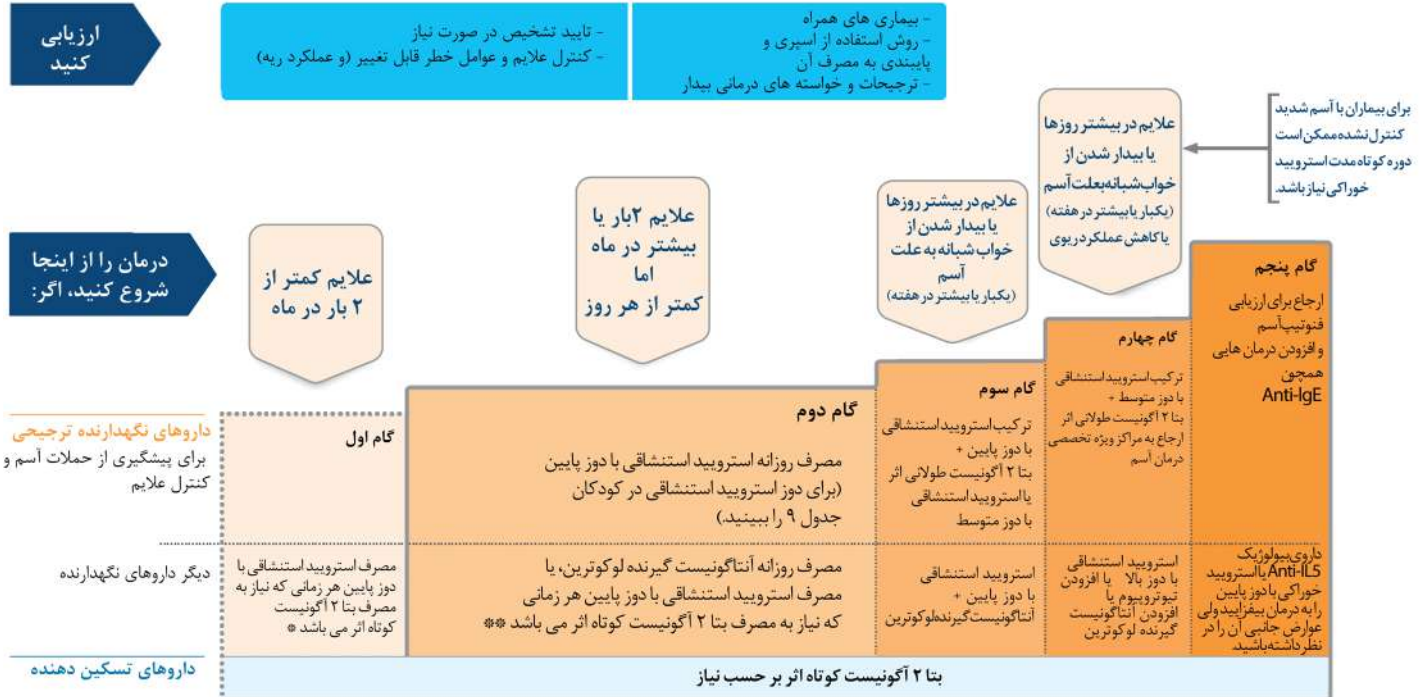 ارزیابی
کنید
- بیماری های همراه
- روش استفاده از اسپری و
پایبندی به مصرف آن
- ترجیحات و خواسته های درمانی بیدار
- تایید تشخیص در صورت نیاز
- کنترل علایم و عوامل خطر قابل تغییر (و عملکرد ریه)
برای بیماران با آسم شدید
کنترل نشده ممکن است
دوره کوتاه مدت استرویید
خوراکی نیاز باشد.
درمان را از اینجا
شروع کنید، اگر:
علایم کمتر از
۲ بار در ماه
علایم ۲بار یا
بیشتر در ماه
اما
کمتر از هر روز
علایم در بیشتر روزها
یا بیدار شدن از
خواب شبانه به علت
آسم
(یکبار یا بیشتر در هفته)
علایم در بیشتر روزها
یا بیدار شدن از
خواب شبانه بعلت آسم
(یکبار یا بیشتر در هفته)
یا کاهش عملکرد ریوی
داروهای نگهدارنده ترجیحی
برای پیشگیری از حملات آسم و
کنترل علایم
گام اول
گام دوم
مصرف روزانه استرویید استنشاقی با دوز پایین
(برای دوز استرویید استنشاقی در کودکان
جدول ۹ را ببینید.)
گام سوم
ترکیب استرویید استنشاقی
با دوز پایین +
بتا ۲ آگونیست طولانی اثر
یا استرویید استنشاقی
با دوز متوسط
گام چهارم
ترکیب استرویید استنشاقی
با دوز متوسط +
بتا ۲ آگونیست طولانی اثر
ارجاع به مراکز ویژه تخصصی
درمان آسم
گام پنجم
ارجاع برای ارزیابی
فنوتیپ آسم
و افزودن درمان هایی
همچون
Anti-IgE
دیگر داروهای نگهدارنده
مصرف استرویید استنشاقی با
دوز پایین هر زمانی که نیاز به
مصرف بتا ۲ آگونیست
کوتاه اثر می باشد *
مصرف روزانه آنتاگونیست گیرنده لوکوترین، یا
مصرف استرویید استنشاقی با دوز پایین هر زمانی
که نیاز به مصرف بتا ۲ آگونیست کوتاه اثر می باشد **
استرویید استنشاقی
با دوز پایین +
آنتاگونیست گیرنده لوکوترین
استرویید استنشاقی
با دوز بالا یا افزودن
تیوتروپیوم یا
افزودن آنتاگونیست
گیرنده لوکوترین
داروی بیولوژیک
Anti-IL5 یا استرویید
خوراکی با دوز پایین
را به درمان بیفزایید ولی
عوارض جانبی آن را در
نظر داشته باشید.
داروهای تسکین دهنده
بتا ۲ آگونیست کوتاه اثر بر حسب نیاز